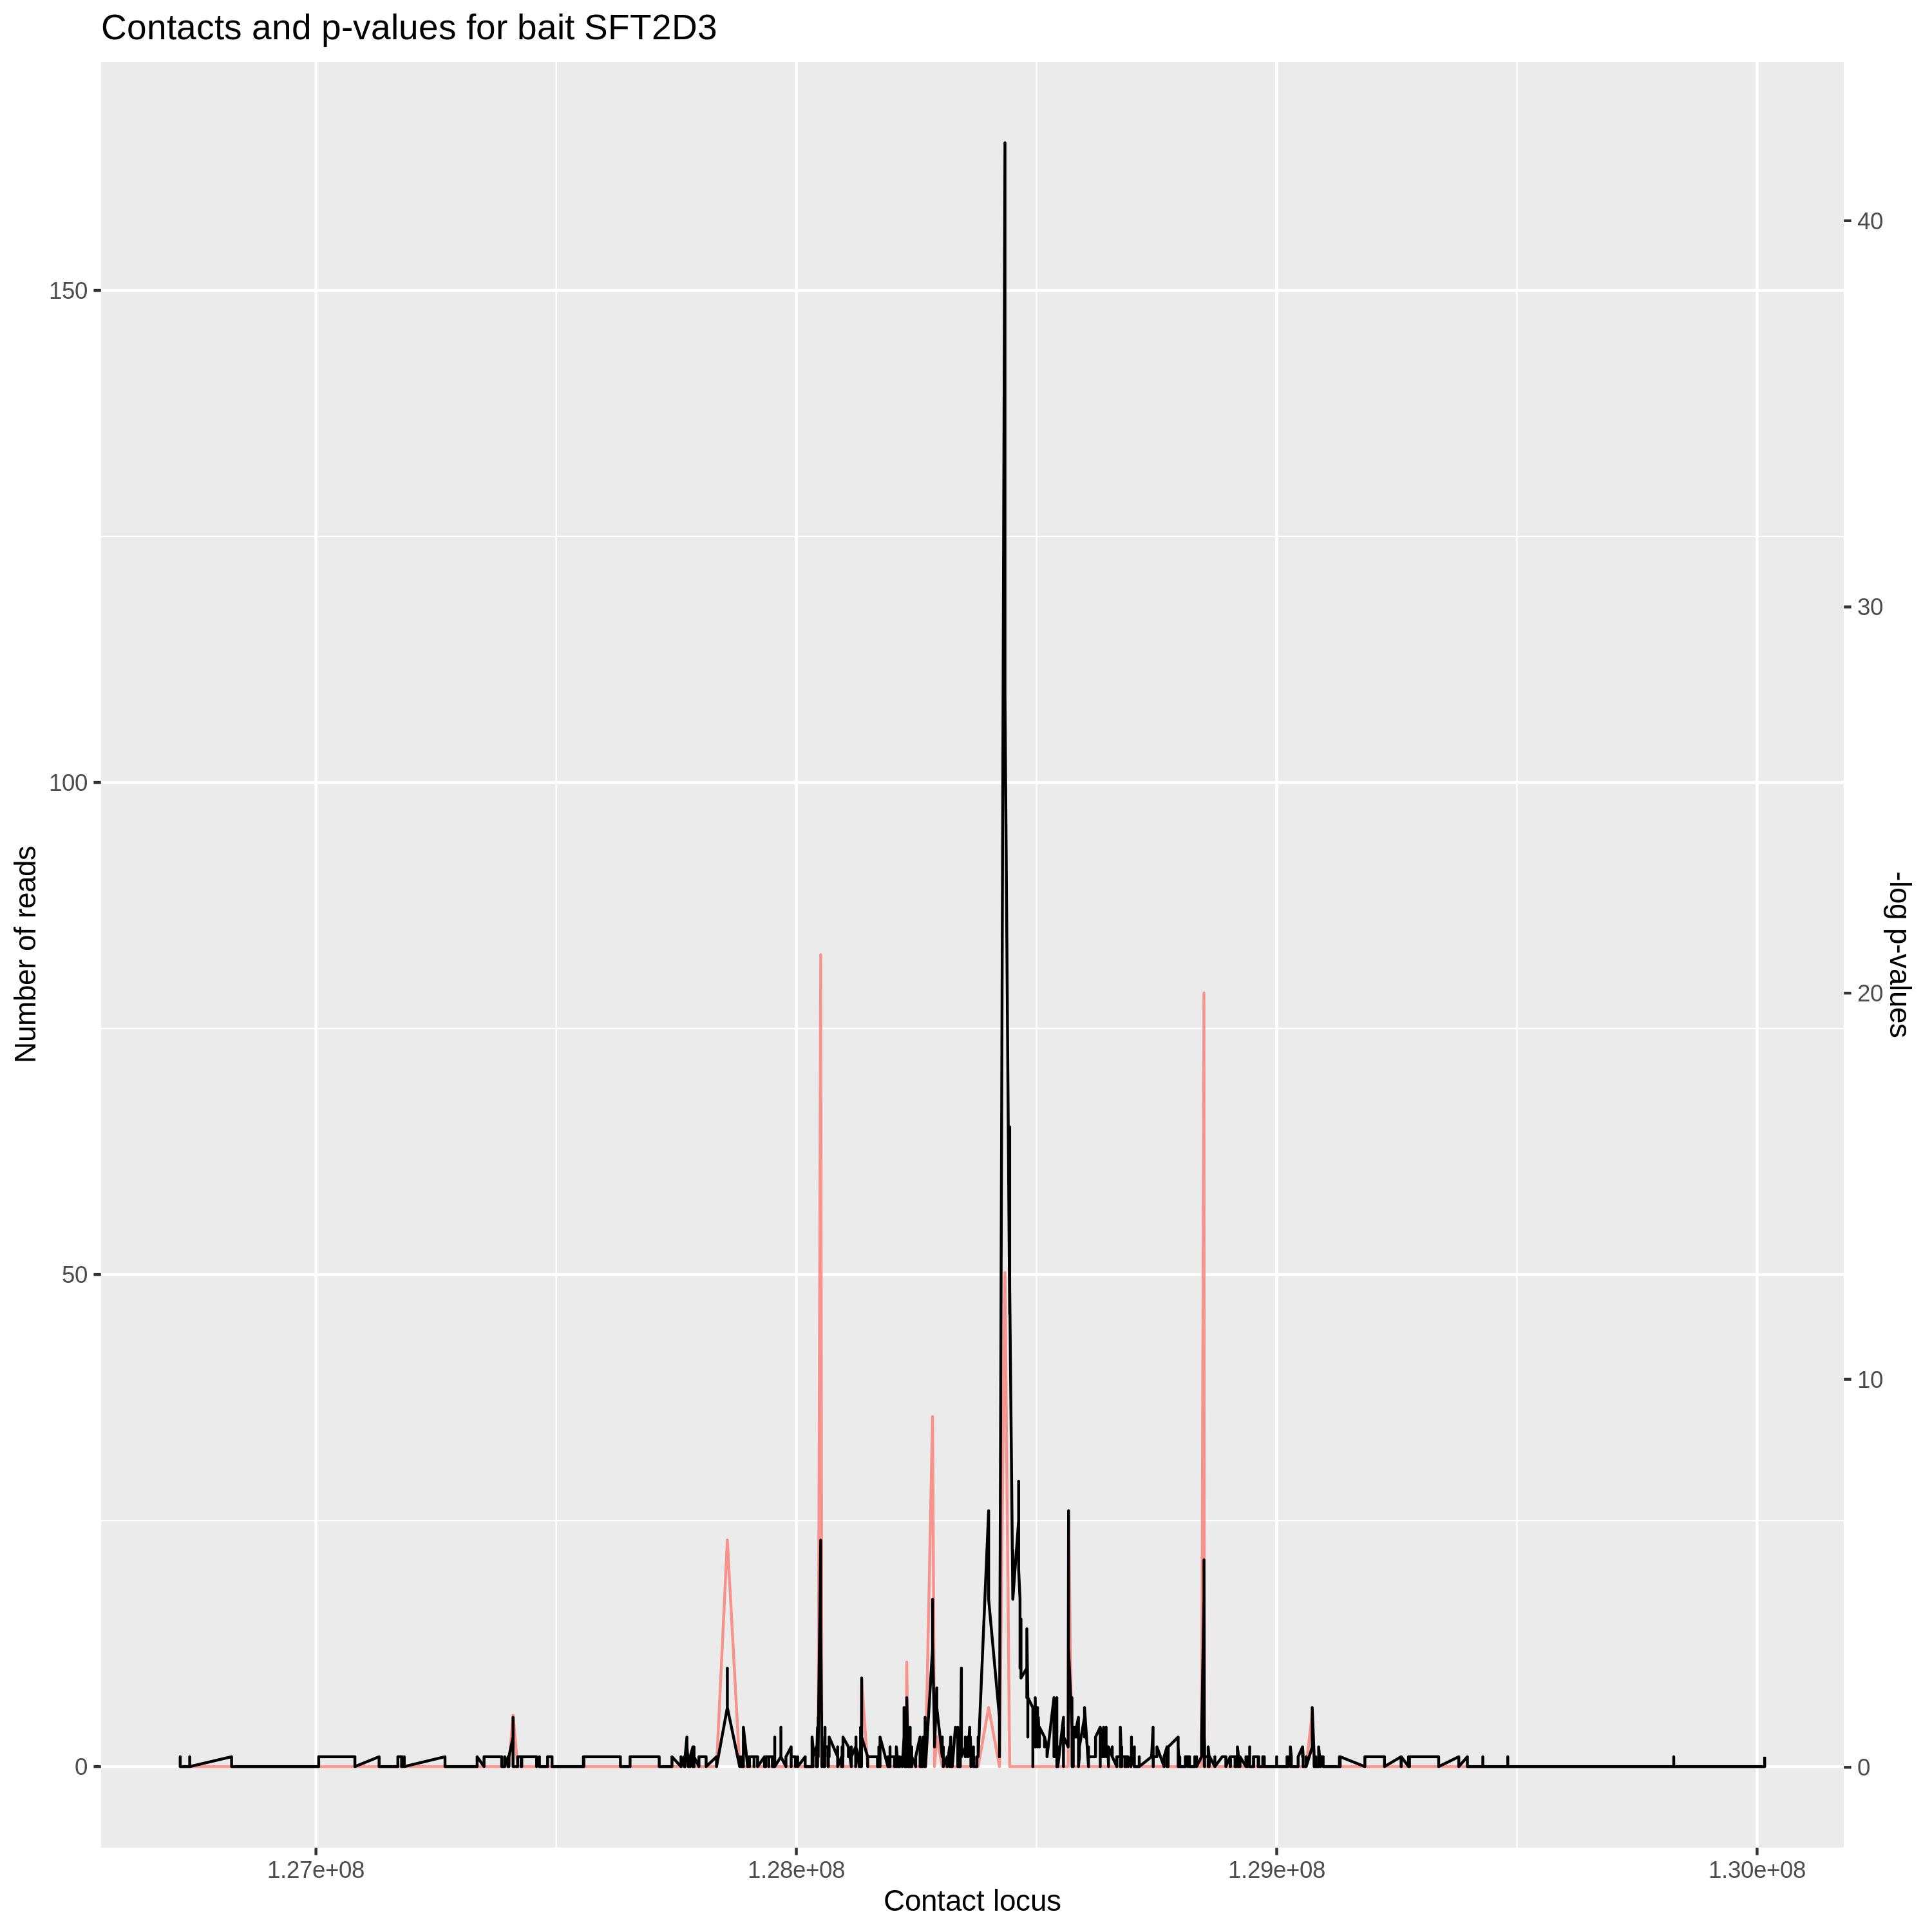 Contacts and p-values for bait SFT2D3
Number of reads
150
100
50
0
40
30
20
10
0
-log p-values
1.27e+08
1.28e+08
1.29e+08
1.30e+08
Contact locus